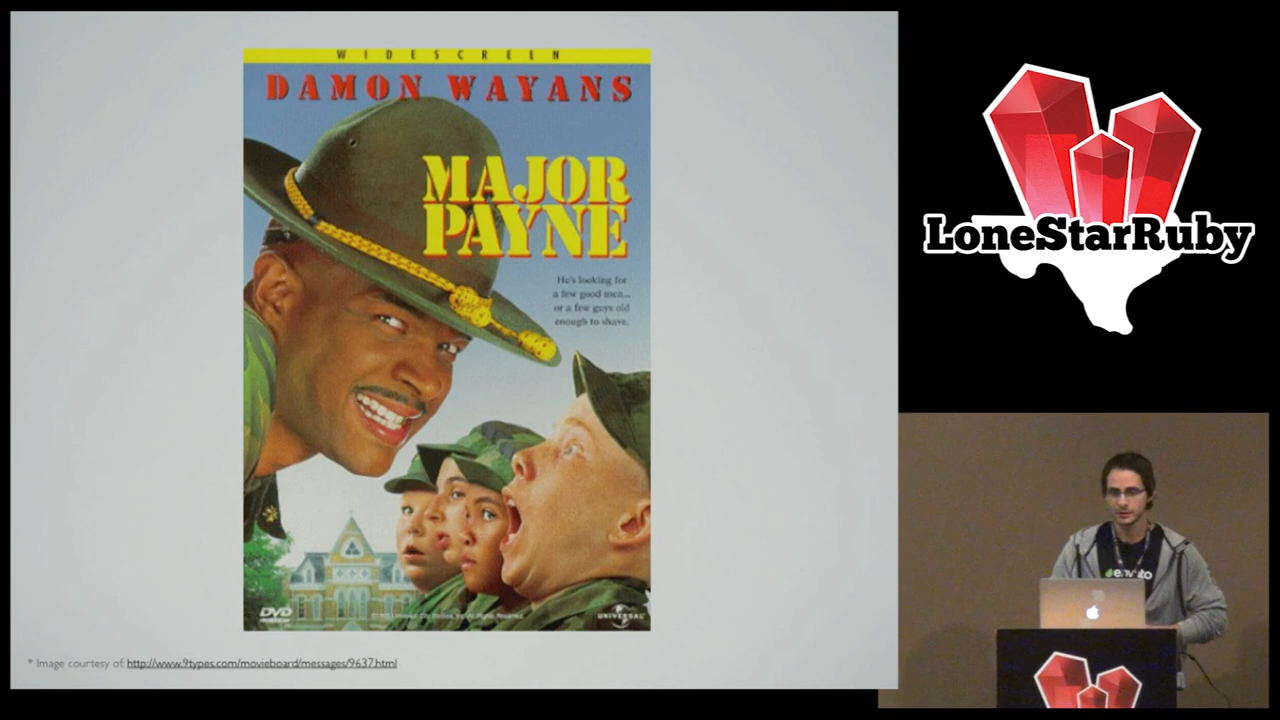 WIDESCREEN
DAMON WAYANS
MAJOR
PAYNE
He's looking for
a few good men...
or a few guys old
enough to shave.
DVD
UNIVERSAL
* Image courtesy of: http://www.9types.com/movieboard/messages/9637.html
LoneStarRuby
envato